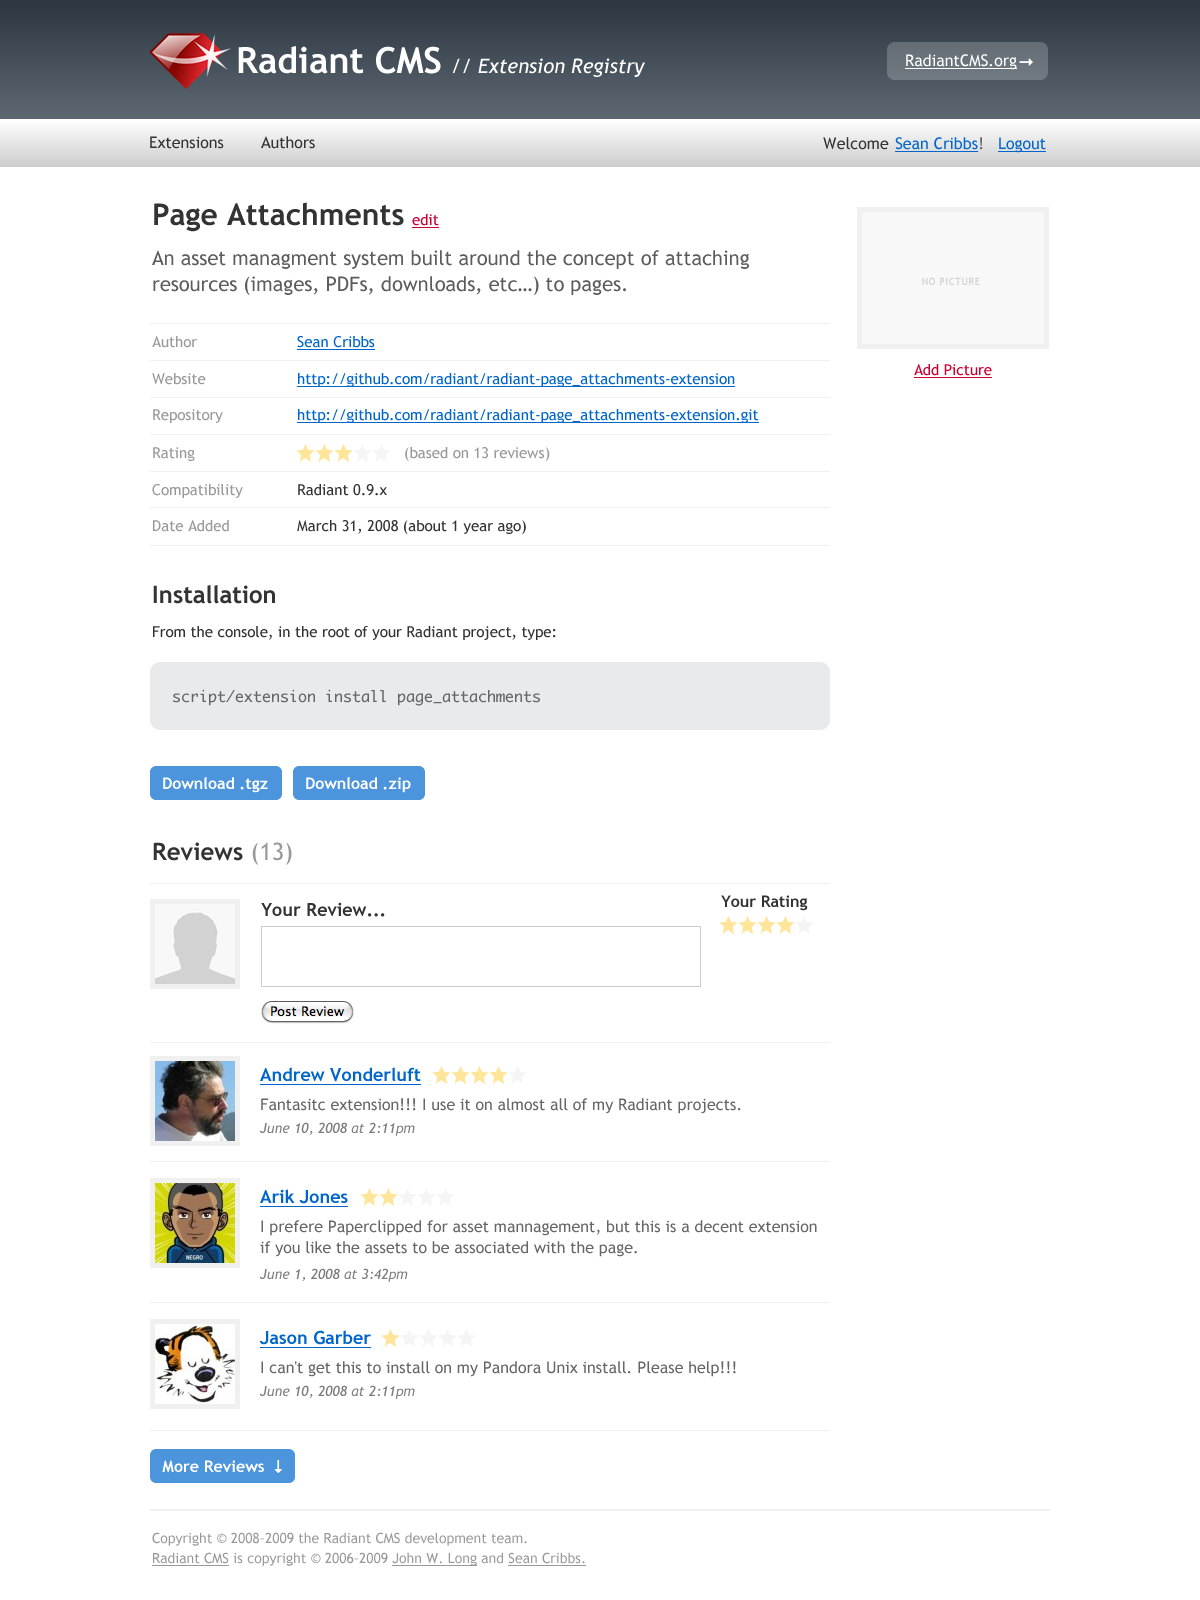 Radiant CMS // Extension Registry
RadiantCMS.org→
Extensions Authors
Welcome Sean Cribbs! Logout
Page Attachments edit
An asset managment system built around the concept of attaching
resources (images, PDFs, downloads, etc...) to pages.
NO PICTURE
Add Picture
Author Sean Cribbs
Website http://github.com/radiant/radiant-page_attachments-extension
Repository http://github.com/radiant/radiant-page_attachments-extension.git
Rating (based on 13 reviews)
Compatibility Radiant 0.9.x
Date Added March 31, 2008 (about 1 year ago)
Installation
From the console, in the root of your Radiant project, type:
script/extension install page_attachments
Download .tgz Download .zip
Reviews (13)
Your Review...
Your Rating
Post Review
Andrew Vonderluft
Fantasitc extension!!! I use it on almost all of my Radiant projects.
June 10, 2008 at 2:11pm
NEGRO
Arik Jones
I prefere Paperclipped for asset mannagement, but this is a decent extension
if you like the assets to be associated with the page.
June 1, 2008 at 3:42pm
Jason Garber
I can't get this to install on my Pandora Unix install. Please help!!!
June 10, 2008 at 2:11pm
More Reviews ↓
Copyright © 2008-2009 the Radiant CMS development team.
Radiant CMS is copyright © 2006-2009 John W. Long and Sean Cribbs.